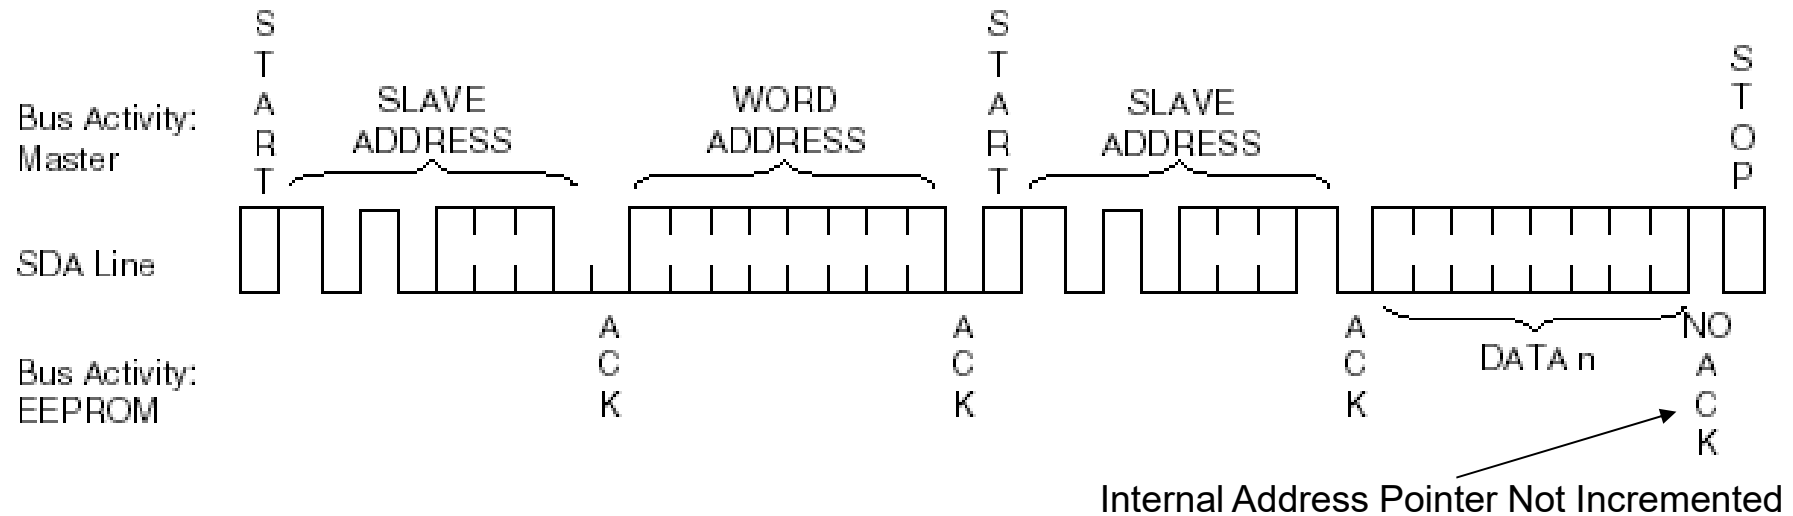 START
SLAVE
ADDRESS
WORD
ADDRESS
START
SLAVE
ADDRESS
STOP
Bus Activity:
Master
SDA Line
ACK
ACK
ACK
DATA n
NO
ACK
Bus Activity:
EEPROM
Internal Address Pointer Not Incremented